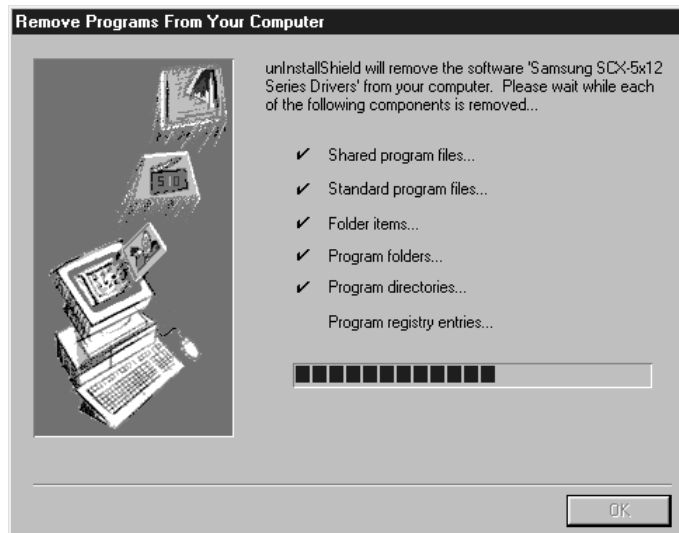 Remove Programs From Your Computer
unInstallShield will remove the software 'Samsung SCX-5x12
Series Drivers' from your computer.  Please wait while each
of the following components is removed...
✔ Shared program files...
✔ Standard program files...
✔ Folder items...
✔ Program folders...
✔ Program directories...
Program registry entries...
OK